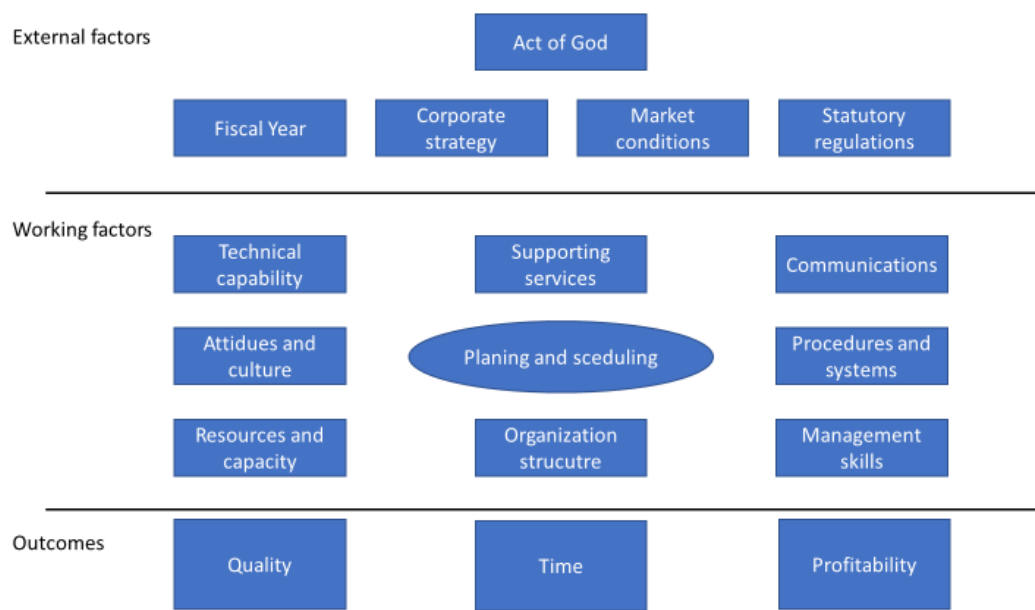 External factors
Act of God
Fiscal Year
Corporate
strategy
Market
conditions
Statutory
regulations
Working factors
Technical
capability
Supporting
services
Communications
Attidues and
culture
Planing and sceduling
Procedures and
systems
Resources and
capacity
Organization
strucutre
Management
skills
Outcomes
Quality
Time
Profitability